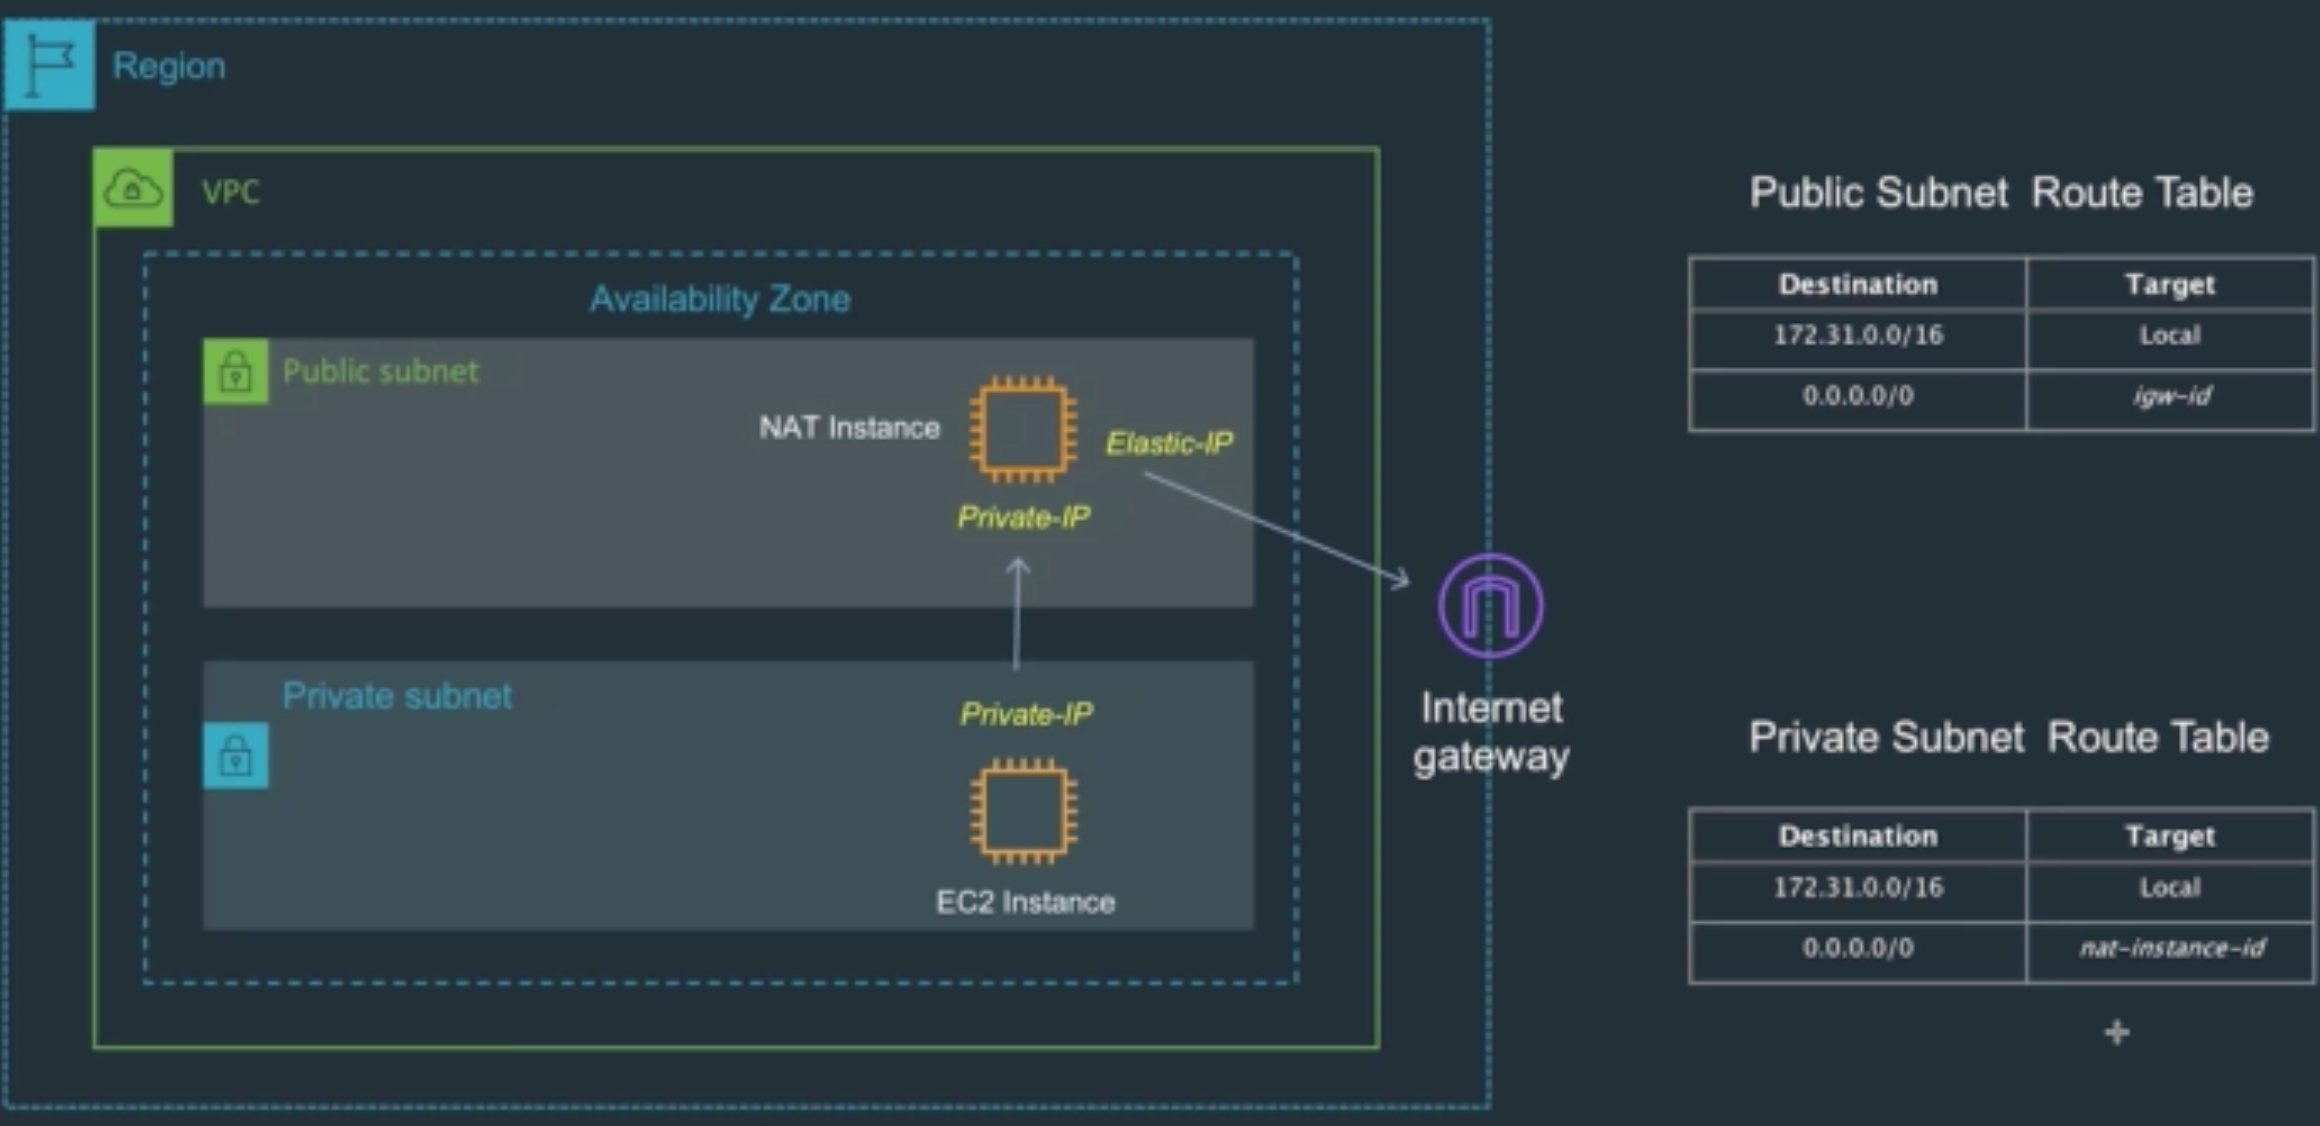 Region
VPC
Availability Zone
Public subnet
NAT Instance
Elastic-IP
Private-IP
Private subnet
Private-IP
EC2 Instance
Internet
gateway
Public Subnet Route Table
Destination Target
172.31.0.0/16 Local
0.0.0.0/0 igw-id
Private Subnet Route Table
Destination Target
172.31.0.0/16 Local
0.0.0.0/0 nat-instance-id